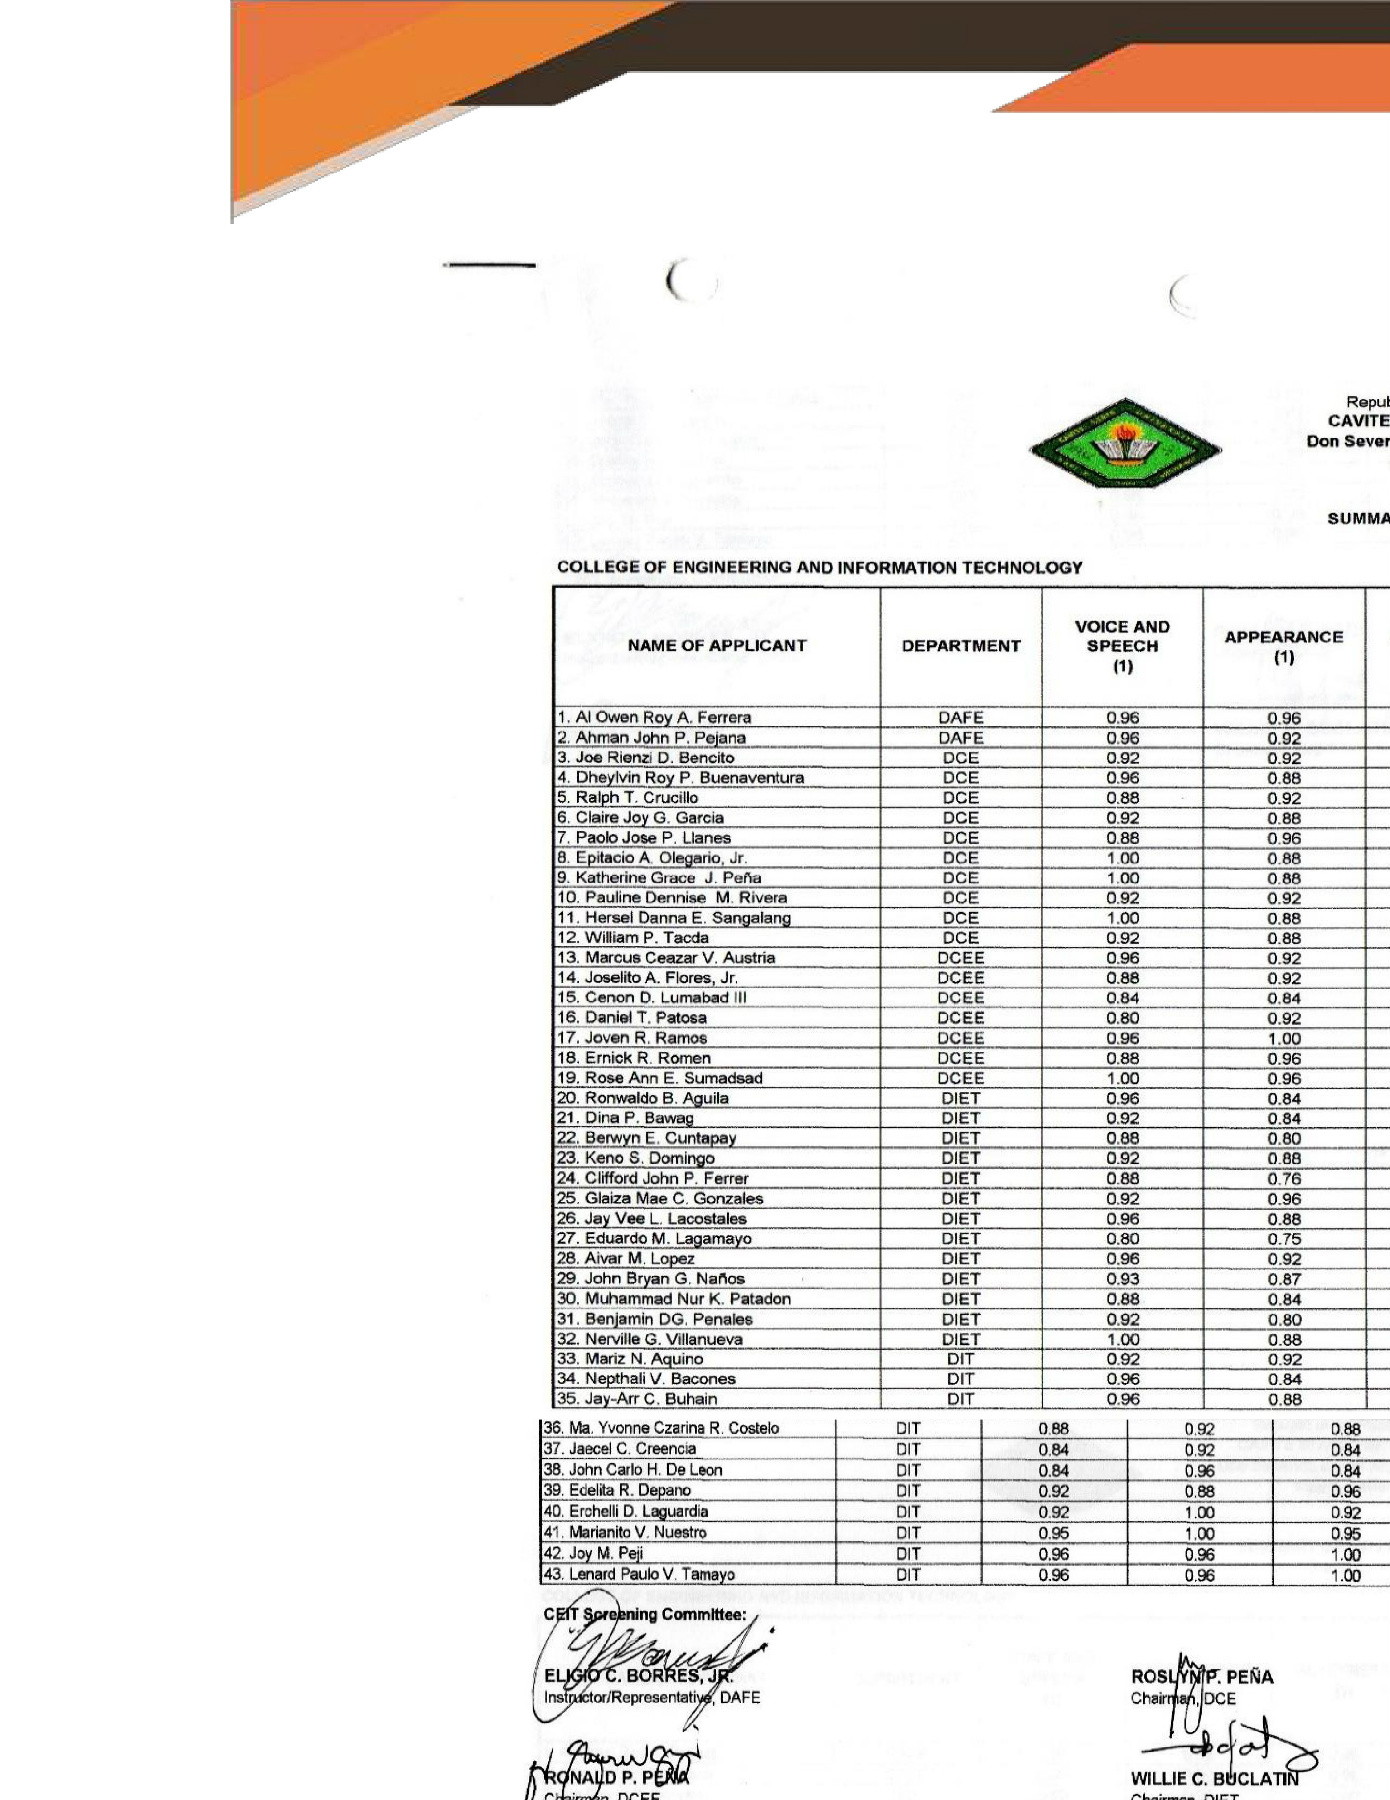 Repub
CAVITE
Don Sever
SUMMA
COLLEGE OF ENGINEERING AND INFORMATION TECHNOLOGY
NAME OF APPLICANT DEPARTMENT VOICE AND SPEECH (1) APPEARANCE (1)
1. Al Owen Roy A. Ferrera DAFE 0.96 0.96
2. Ahman John P. Pejana DAFE 0.96 0.92
3. Joe Rienzi D. Bencito DCE 0.92 0.92
4. Dheylvin Roy P. Buenaventura DCE 0.96 0.88
5. Ralph T. Crucillo DCE 0.88 0.92
6. Claire Joy G. Garcia DCE 0.92 0.88
7. Paolo Jose P. Llanes DCE 0.88 0.96
8. Epitacio A. Olegario, Jr. DCE 1.00 0.88
9. Katherine Grace J. Peña DCE 1.00 0.88
10. Pauline Dennise M. Rivera DCE 0.92 0.92
11. Hersel Danna E. Sangalang DCE 1.00 0.88
12. William P. Tacda DCE 0.92 0.88
13. Marcus Ceazar V. Austria DCEE 0.96 0.92
14. Joselito A. Flores, Jr. DCEE 0.88 0.92
15. Cenon D. Lumabad III DCEE 0.84 0.84
16. Daniel T. Patosa DCEE 0.80 0.92
17. Joven R. Ramos DCEE 0.96 1.00
18. Ernick R. Romen DCEE 0.88 0.96
19. Rose Ann E. Sumadsad DCEE 1.00 0.96
20. Ronwaldo B. Aguila DIET 0.96 0.84
21. Dina P. Bawag DIET 0.92 0.84
22. Berwyn E. Cuntapay DIET 0.88 0.80
23. Keno S. Domingo DIET 0.92 0.88
24. Clifford John P. Ferrer DIET 0.88 0.76
25. Glaiza Mae C. Gonzales DIET 0.92 0.96
26. Jay Vee L. Lacostales DIET 0.96 0.88
27. Eduardo M. Lagamayo DIET 0.80 0.75
28. Aivar M. Lopez DIET 0.96 0.92
29. John Bryan G. Naños DIET 0.93 0.87
30. Muhammad Nur K. Patadon DIET 0.88 0.84
31. Benjamin DG. Penales DIET 0.92 0.80
32. Nerville G. Villanueva DIET 1.00 0.88
33. Mariz N. Aquino DIT 0.92 0.92
34. Nepthali V. Bacones DIT 0.96 0.84
35. Jay-Arr C. Buhain DIT 0.96 0.88
36. Ma. Yvonne Czarina R. Costelo DIT 0.88 0.92 0.88
37. Jaecel C. Creencia DIT 0.84 0.92 0.84
38. John Carlo H. De Leon DIT 0.84 0.96 0.84
39. Edelita R. Depano DIT 0.92 0.88 0.96
40. Erchelli D. Laguardia DIT 0.92 1.00 0.92
41. Marianito V. Nuestro DIT 0.95 1.00 0.95
42. Joy M. Peji DIT 0.96 0.96 1.00
43. Lenard Paulo V. Tamayo DIT 0.96 0.96 1.00
CEIT Screening Committee:
ELIGIO C. BORRES, JR. ROSLYN P. PEÑA
Instructor/Representative, DAFE Chairman, DCE
RONALD P. PEÑA WILLIE C. BUCLATIN
Chairman, DCEE Chairman, DIET